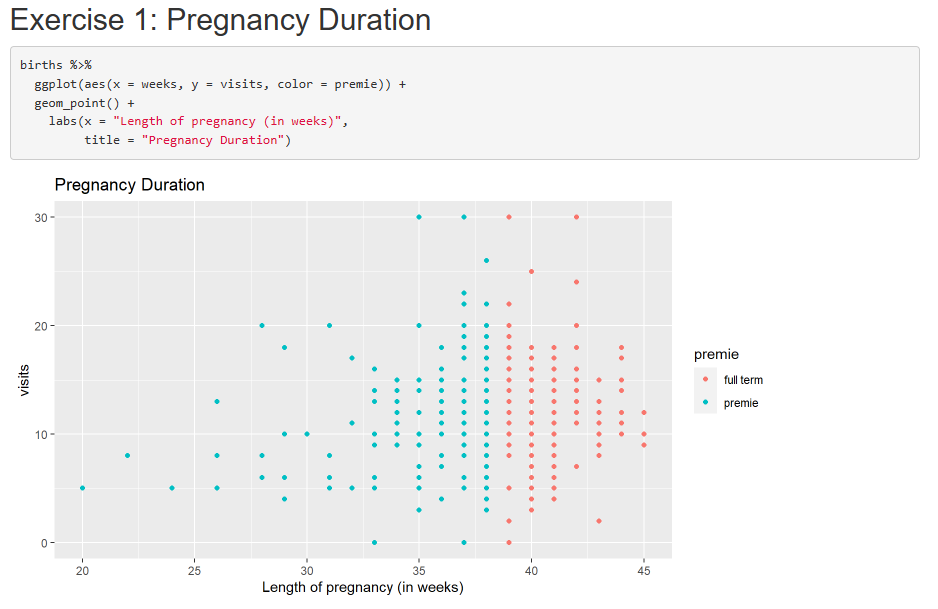 Exercise 1: Pregnancy Duration
births %>%
  ggplot(aes(x = weeks, y = visits, color = premie)) +
  geom_point() +
    labs(x = "Length of pregnancy (in weeks)",
         title = "Pregnancy Duration")
Pregnancy Duration
30
20
10
0
visits
20 25 30 35 40 45
Length of pregnancy (in weeks)
premie
full term
premie